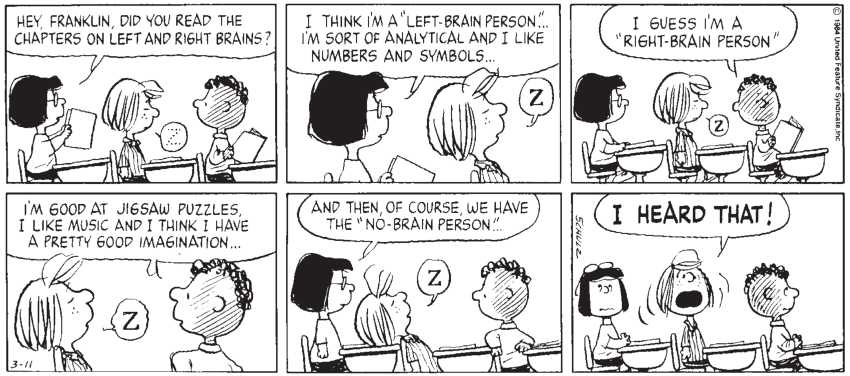 HEY, FRANKLIN, DID YOU READ THE
CHAPTERS ON LEFT AND RIGHT BRAINS?
I THINK I'M A "LEFT-BRAIN PERSON"...
I'M SORT OF ANALYTICAL AND I LIKE
NUMBERS AND SYMBOLS...
Z
I GUESS I'M A
"RIGHT-BRAIN PERSON"
Z
© 1984 United Feature Syndicate, Inc.
I'M GOOD AT JIGSAW PUZZLES,
I LIKE MUSIC AND I THINK I HAVE
A PRETTY GOOD IMAGINATION...
Z
3-11
AND THEN, OF COURSE, WE HAVE
THE "NO-BRAIN PERSON"...
Z
I HEARD THAT!
SCHULZ